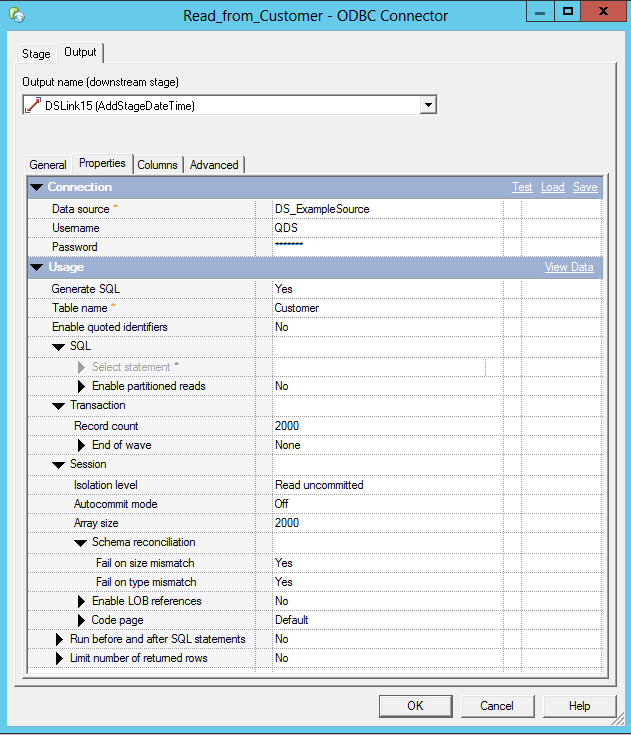 Read_from_Customer - ODBC Connector
Stage Output
Output name (downstream stage)
DSLink15 (AddStageDateTime)
General Properties Columns Advanced
Connection Test Load Save
Data source * DS_ExampleSource
Username QDS
Password *******
Usage View Data
Generate SQL Yes
Table name * Customer
Enable quoted identifiers No
SQL
Select statement *
Enable partitioned reads No
Transaction
Record count 2000
End of wave None
Session
Isolation level Read uncommitted
Autocommit mode Off
Array size 2000
Schema reconciliation
Fail on size mismatch Yes
Fail on type mismatch Yes
Enable LOB references No
Code page Default
Run before and after SQL statements No
Limit number of returned rows No
OK Cancel Help